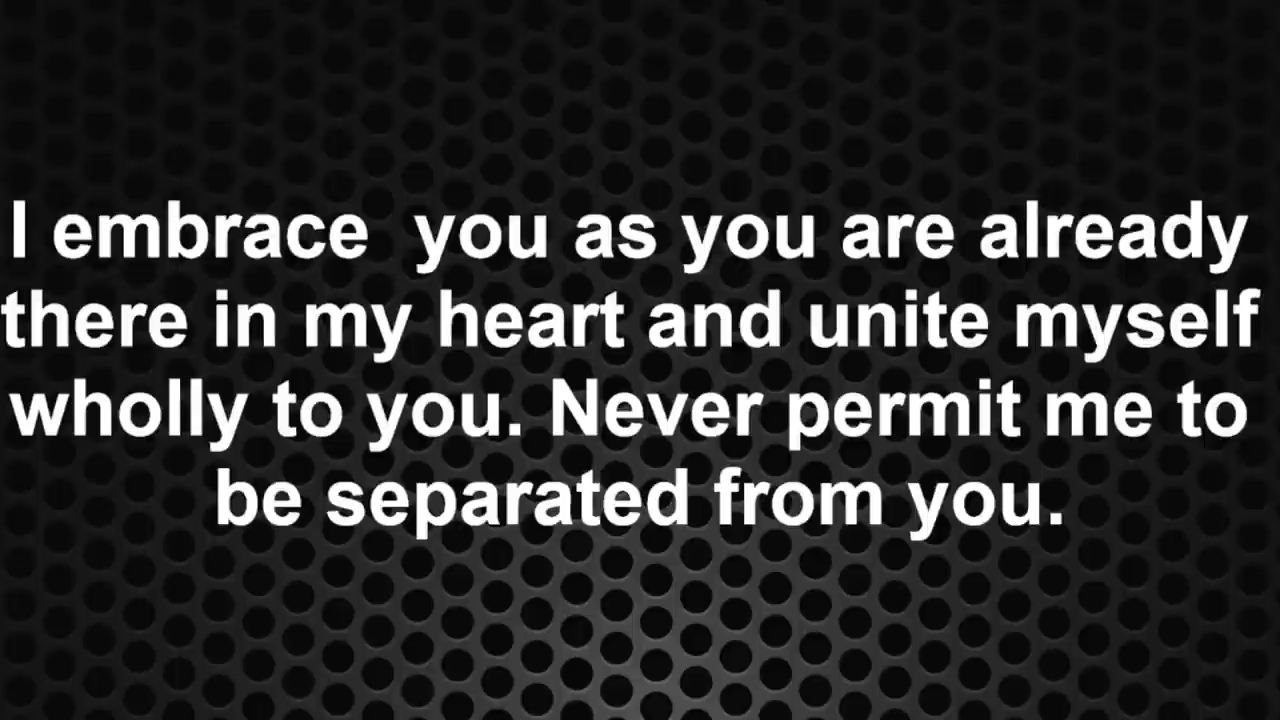 I embrace  you as you are already
there in my heart and unite myself
wholly to you. Never permit me to
be separated from you.